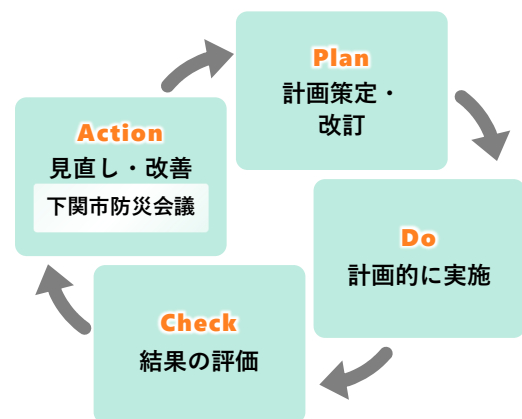 Plan
計画策定・
改訂
Do
計画的に実施
Check
結果の評価
Action
見直し・改善
下関市防災会議